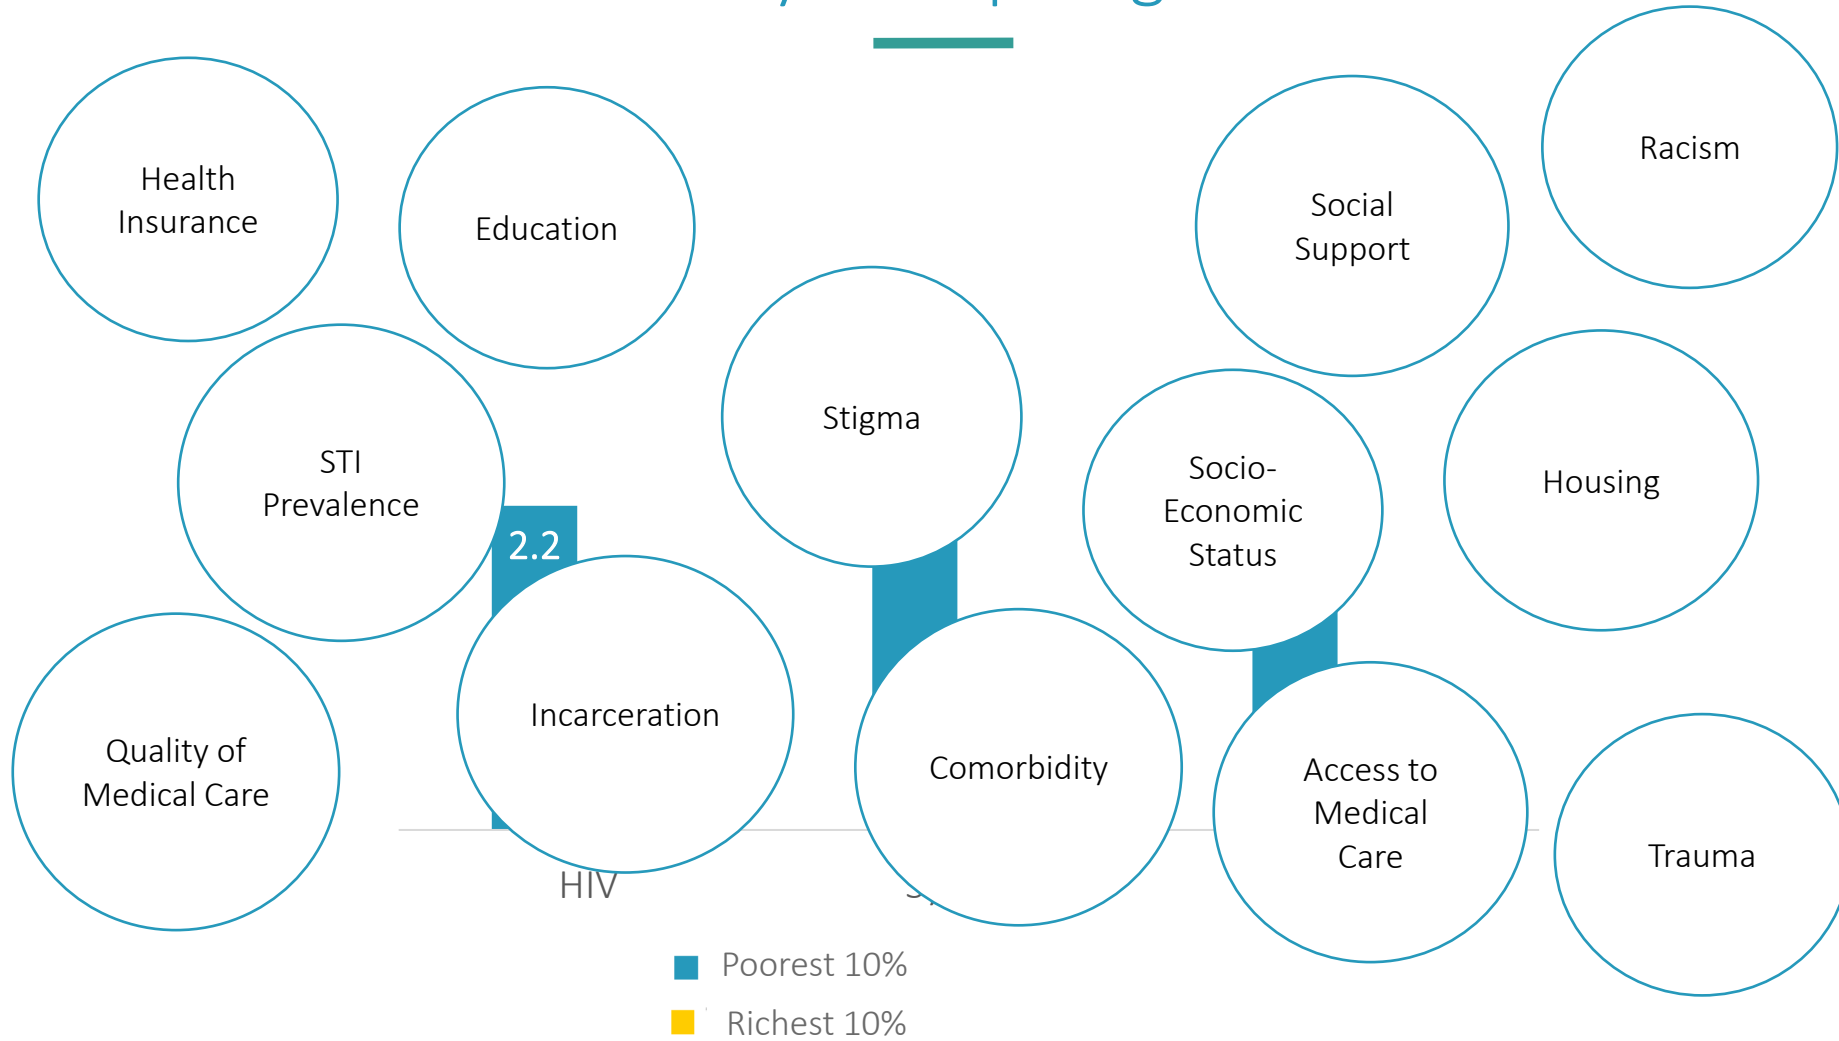 Health
Insurance
Education
Social
Support
Racism
STI
Prevalence
Stigma
Socio-
Economic
Status
Housing
2.2
Quality of
Medical Care
Incarceration
Comorbidity
Access to
Medical
Care
Trauma
HIV
Poorest 10%
Richest 10%